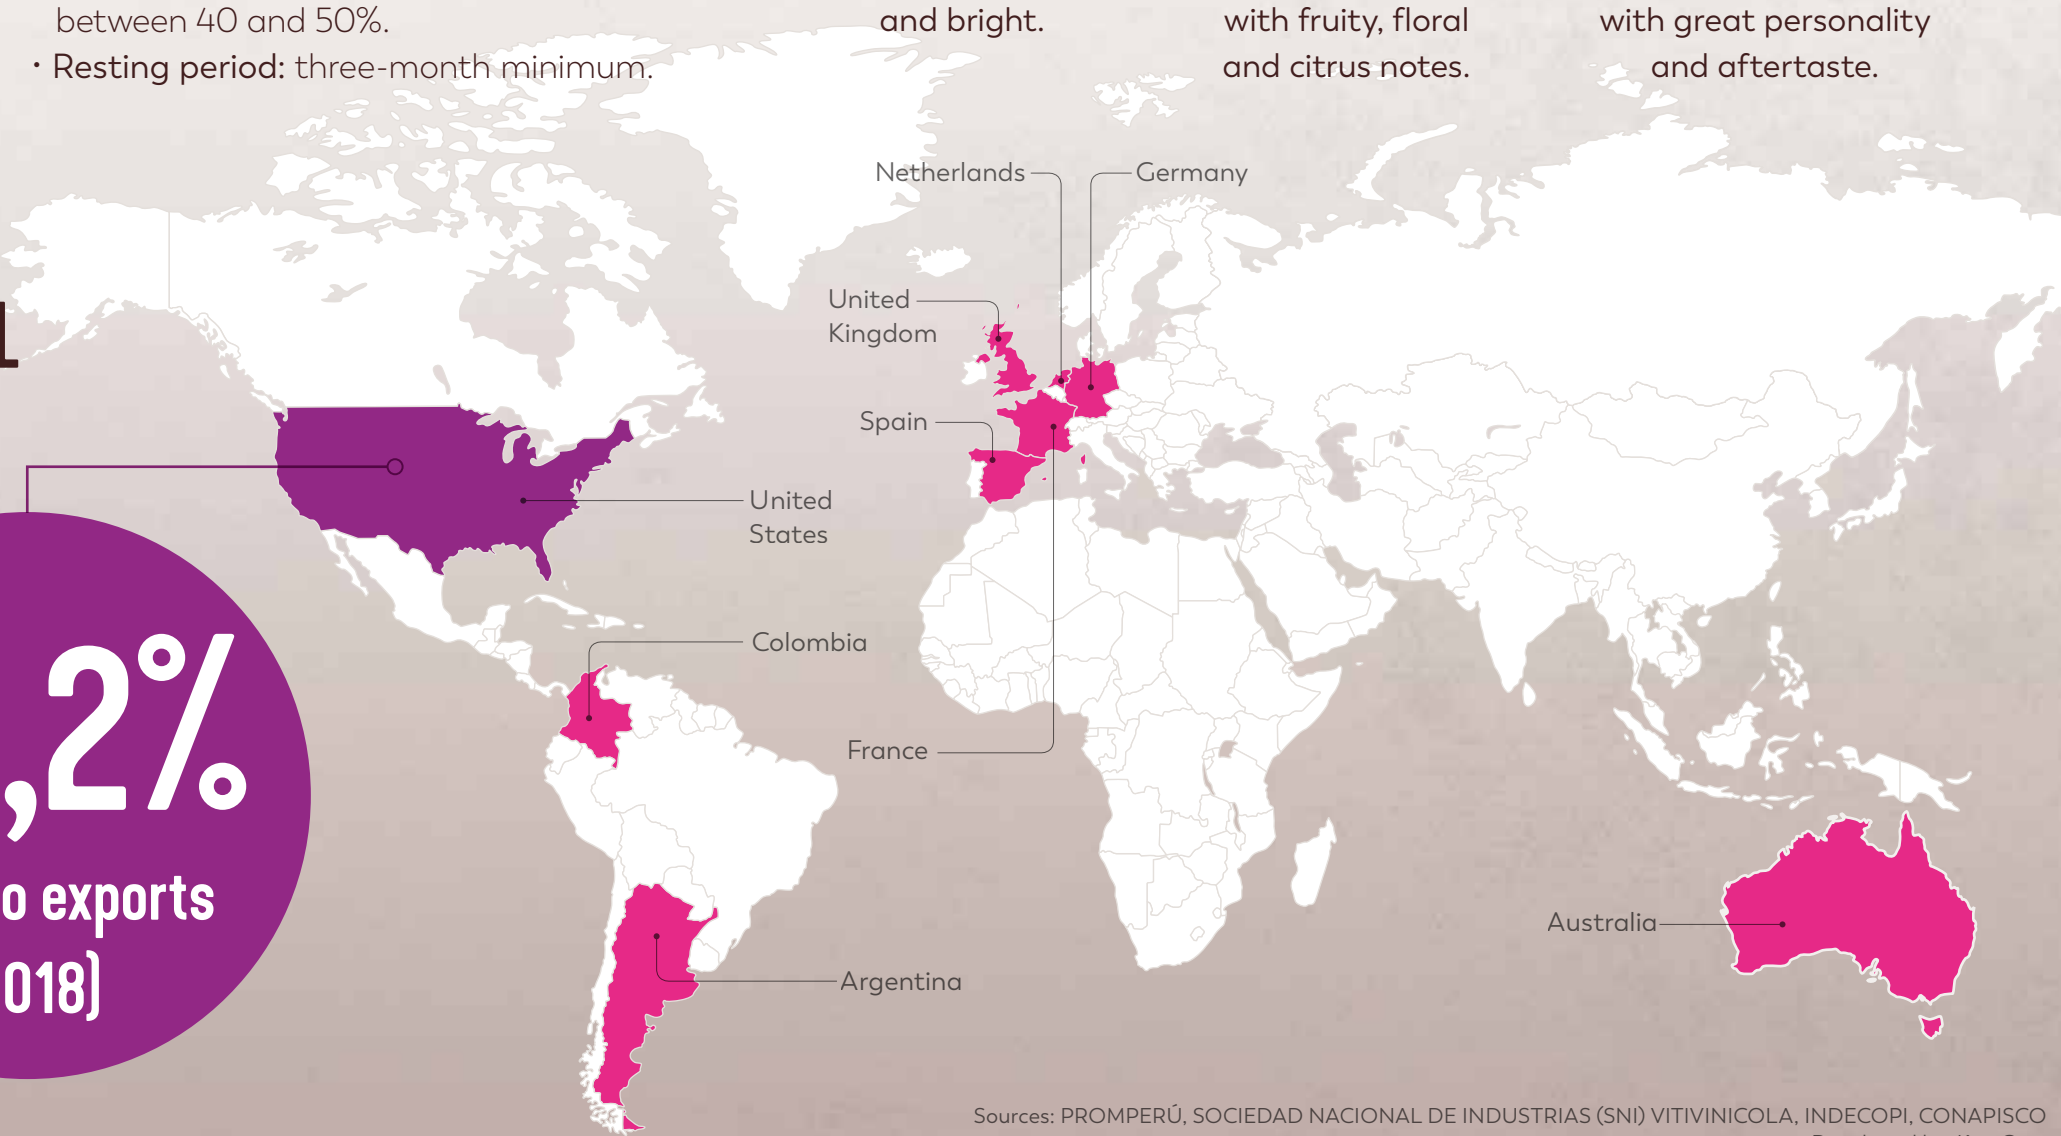 between 40 and 50%.
• Resting period: three-month minimum.
and bright.
with fruity, floral
and citrus notes.
with great personality
and aftertaste.
Netherlands
Germany
United
Kingdom
Spain
United
States
Colombia
France
Argentina
Australia
,2%
o exports
018)
Sources: PROMPERÚ, SOCIEDAD NACIONAL DE INDUSTRIAS (SNI) VITIVINICOLA, INDECOPI, CONAPISCO